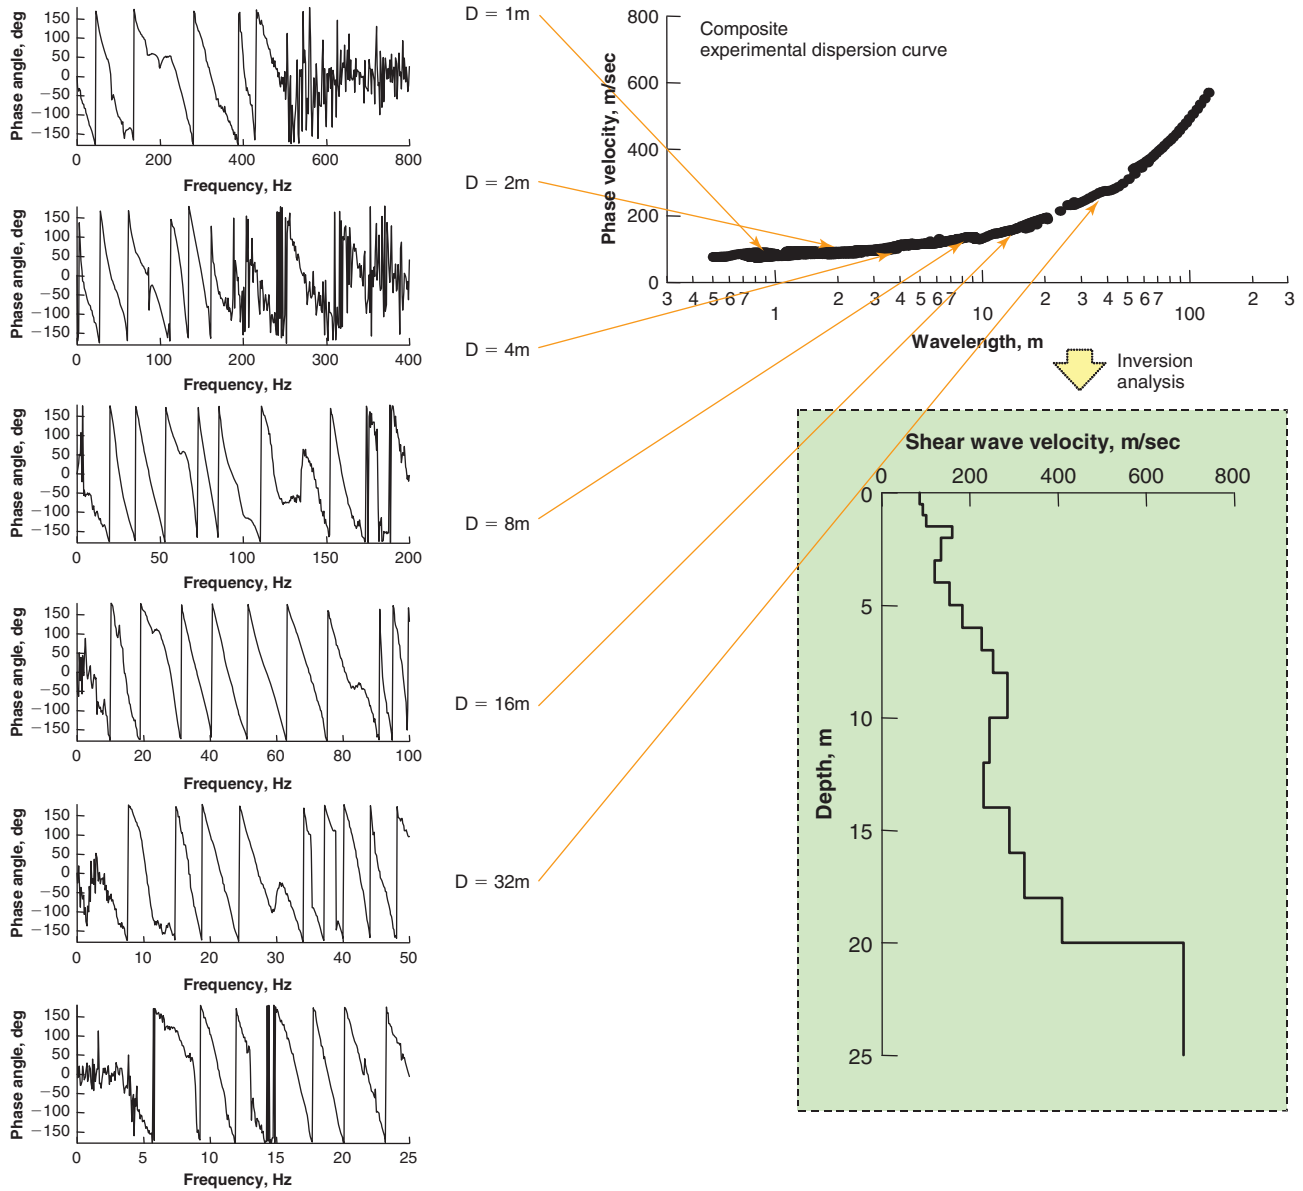 Phase angle, deg
150
100
50
0
−50
−100
−150
0
200
400
600
800
Frequency, Hz
D = 1m
Phase angle, deg
150
100
50
0
−50
−100
−150
0
100
200
300
400
Frequency, Hz
D = 2m
D = 4m
Phase angle, deg
150
100
50
0
−50
−100
−150
0
50
100
150
200
Frequency, Hz
D = 8m
Phase angle, deg
150
100
50
0
−50
−100
−150
0
20
40
60
80
100
Frequency, Hz
D = 16m
Phase angle, deg
150
100
50
0
−50
−100
−150
0
10
20
30
40
50
Frequency, Hz
D = 32m
Phase angle, deg
150
100
50
0
−50
−100
−150
0
5
10
15
20
25
Frequency, Hz
Composite
experimental dispersion curve
Phase velocity, m/sec
800
600
400
200
0
3 4 5 6 7 2 3 4 5 6 7 2 3 4 5 6 7 2 3
1 10 100
Wavelength, m
Inversion
analysis
Shear wave velocity, m/sec
0 200 400 600 800
Depth, m
5
10
15
20
25